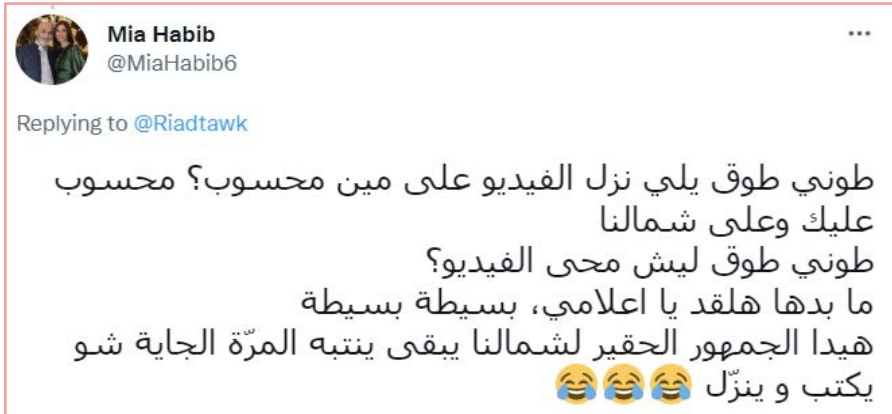 Mia Habib
@MiaHabib6
Replying to @Riadtawk
طوني طوق يلي نزل الفيديو على مين محسوب؟ محسوب
عليك وعلى شمالنا
طوني طوق ليش محى الفيديو؟
ما بدها هلقد يا اعلامي، بسيطة بسيطة
هيدا الجمهور الحقير لشمالنا يبقى ينتبه المرّة الجاية شو
يكتب و ينزّل 😂😂😂